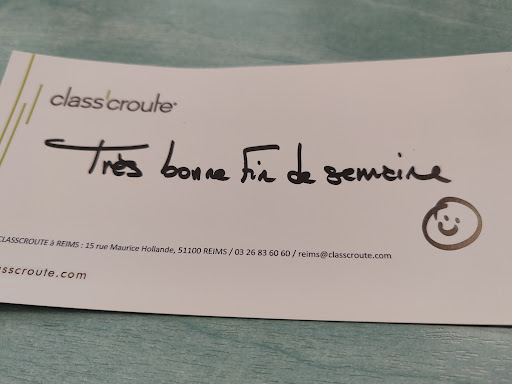 class'croute
Très bonne fin de semaine
CLASSCROUTE à REIMS : 15 rue Maurice Hollande, 51100 REIMS / 03 26 83 60 60 / reims@classcroute.com
asscroute.com